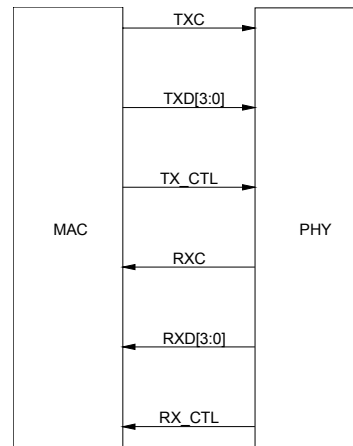 TXC
TXD[3:0]
TX_CTL
MAC
PHY
RXC
RXD[3:0]
RX_CTL